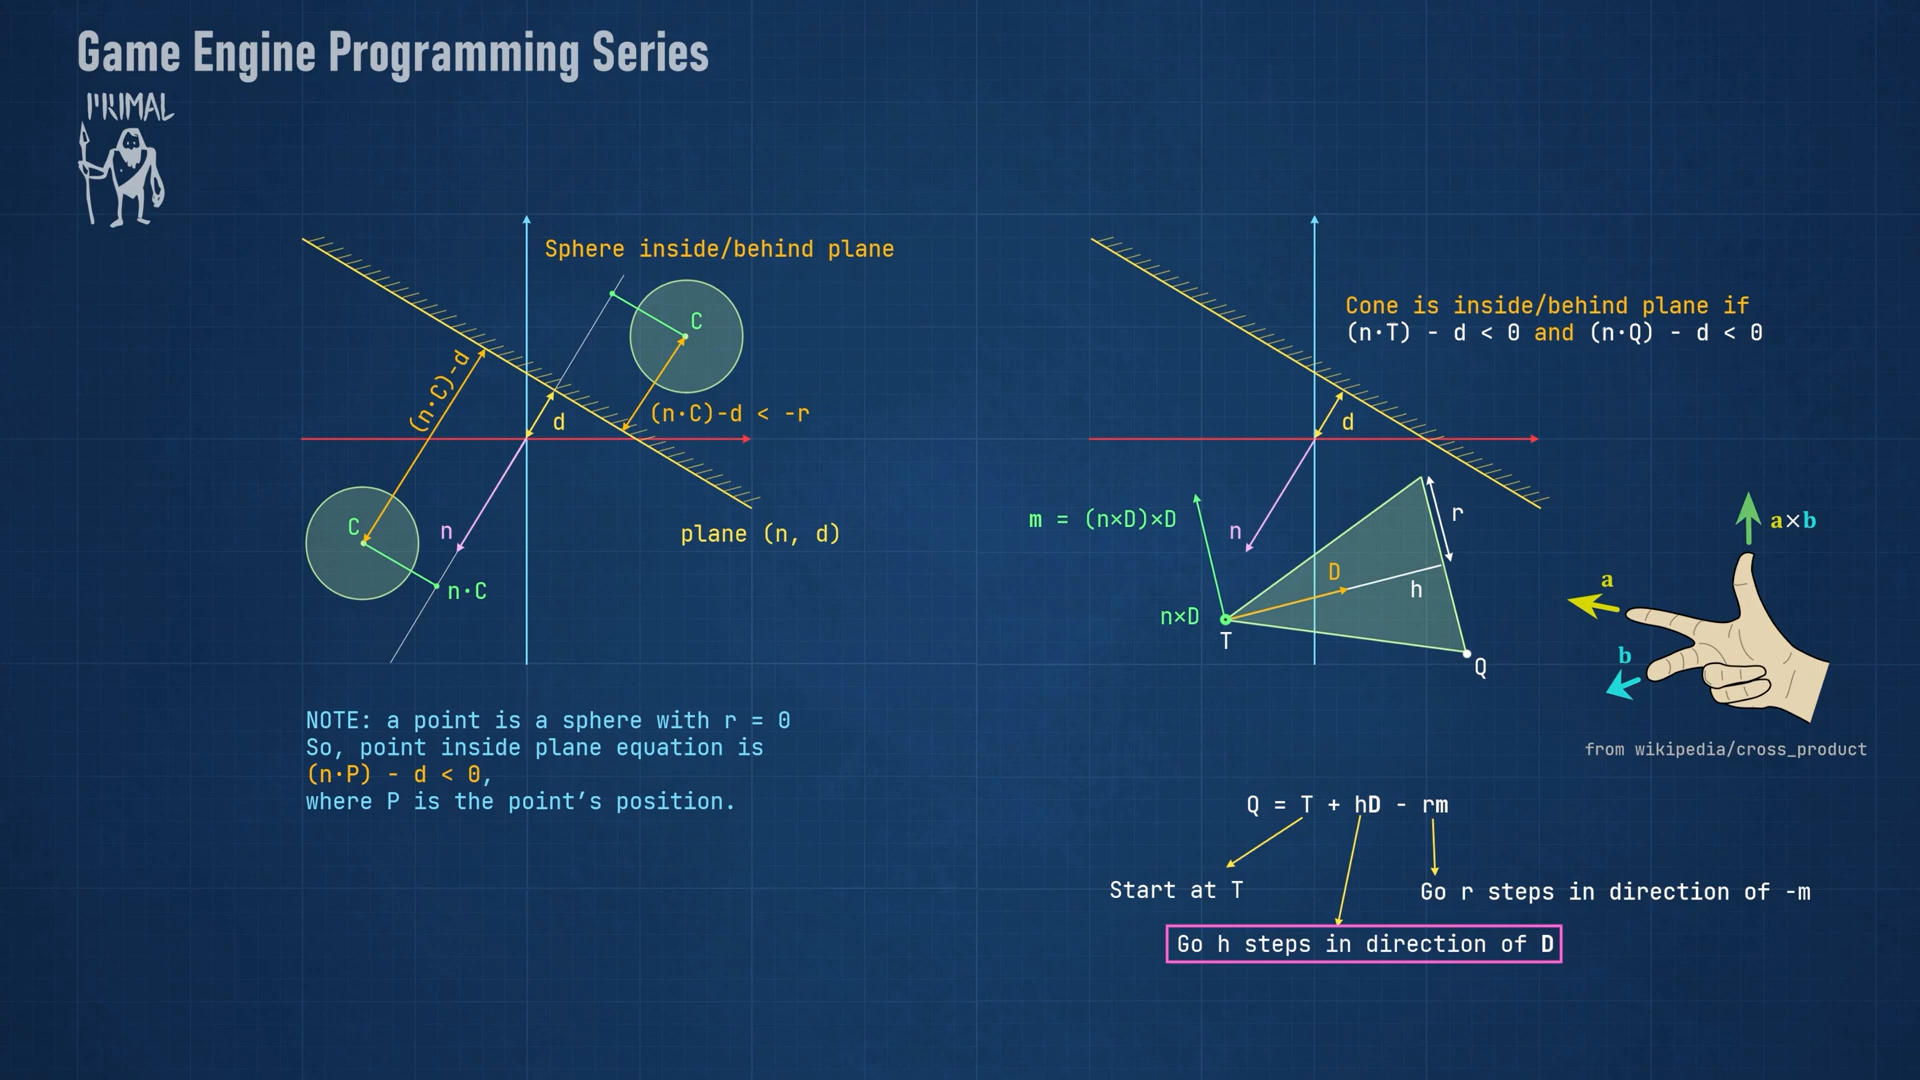 Game Engine Programming Series
PRIMAL
Sphere inside/behind plane
C
(n·C)-d
d
(n·C)-d < -r
C
n
n·C
plane (n, d)
NOTE: a point is a sphere with r = 0
So, point inside plane equation is
(n·P) - d < 0,
where P is the point’s position.
Cone is inside/behind plane if
(n·T) - d < 0 and (n·Q) - d < 0
d
m = (n×D)×D
n
r
D
h
n×D
T
Q
a×b
a
b
from wikipedia/cross_product
Q = T + hD - rm
Start at T
Go r steps in direction of -m
Go h steps in direction of D